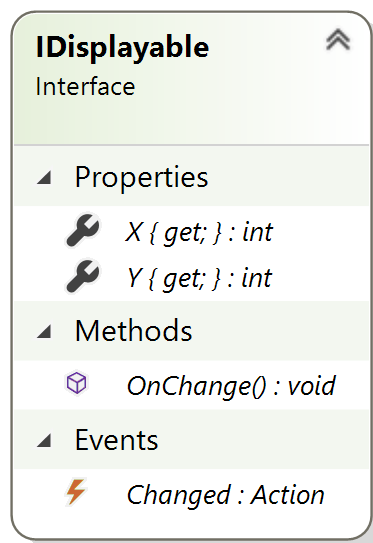 IDisplayable
Interface
Properties
X { get; } : int
Y { get; } : int
Methods
OnChange() : void
Events
Changed : Action